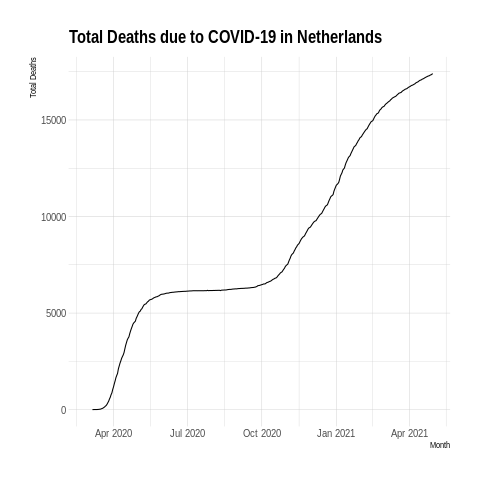 Total Deaths due to COVID-19 in Netherlands
Total Deaths
15000
10000
5000
0
Apr 2020 Jul 2020 Oct 2020 Jan 2021 Apr 2021
Month